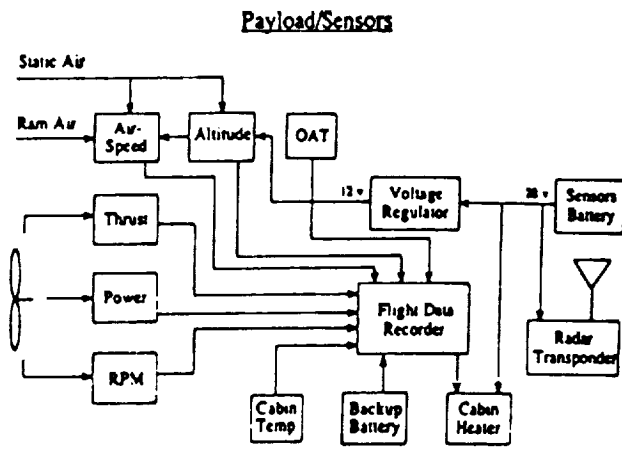 Payload/Sensors
Static Air
Ram Air
Air-
Speed
Altitude
OAT
12 v
Voltage
Regulator
28 v
Sensors
Battery
Thrust
Power
RPM
Flight Data
Recorder
Radar
Transponder
Cabin
Temp
Backup
Battery
Cabin
Heater